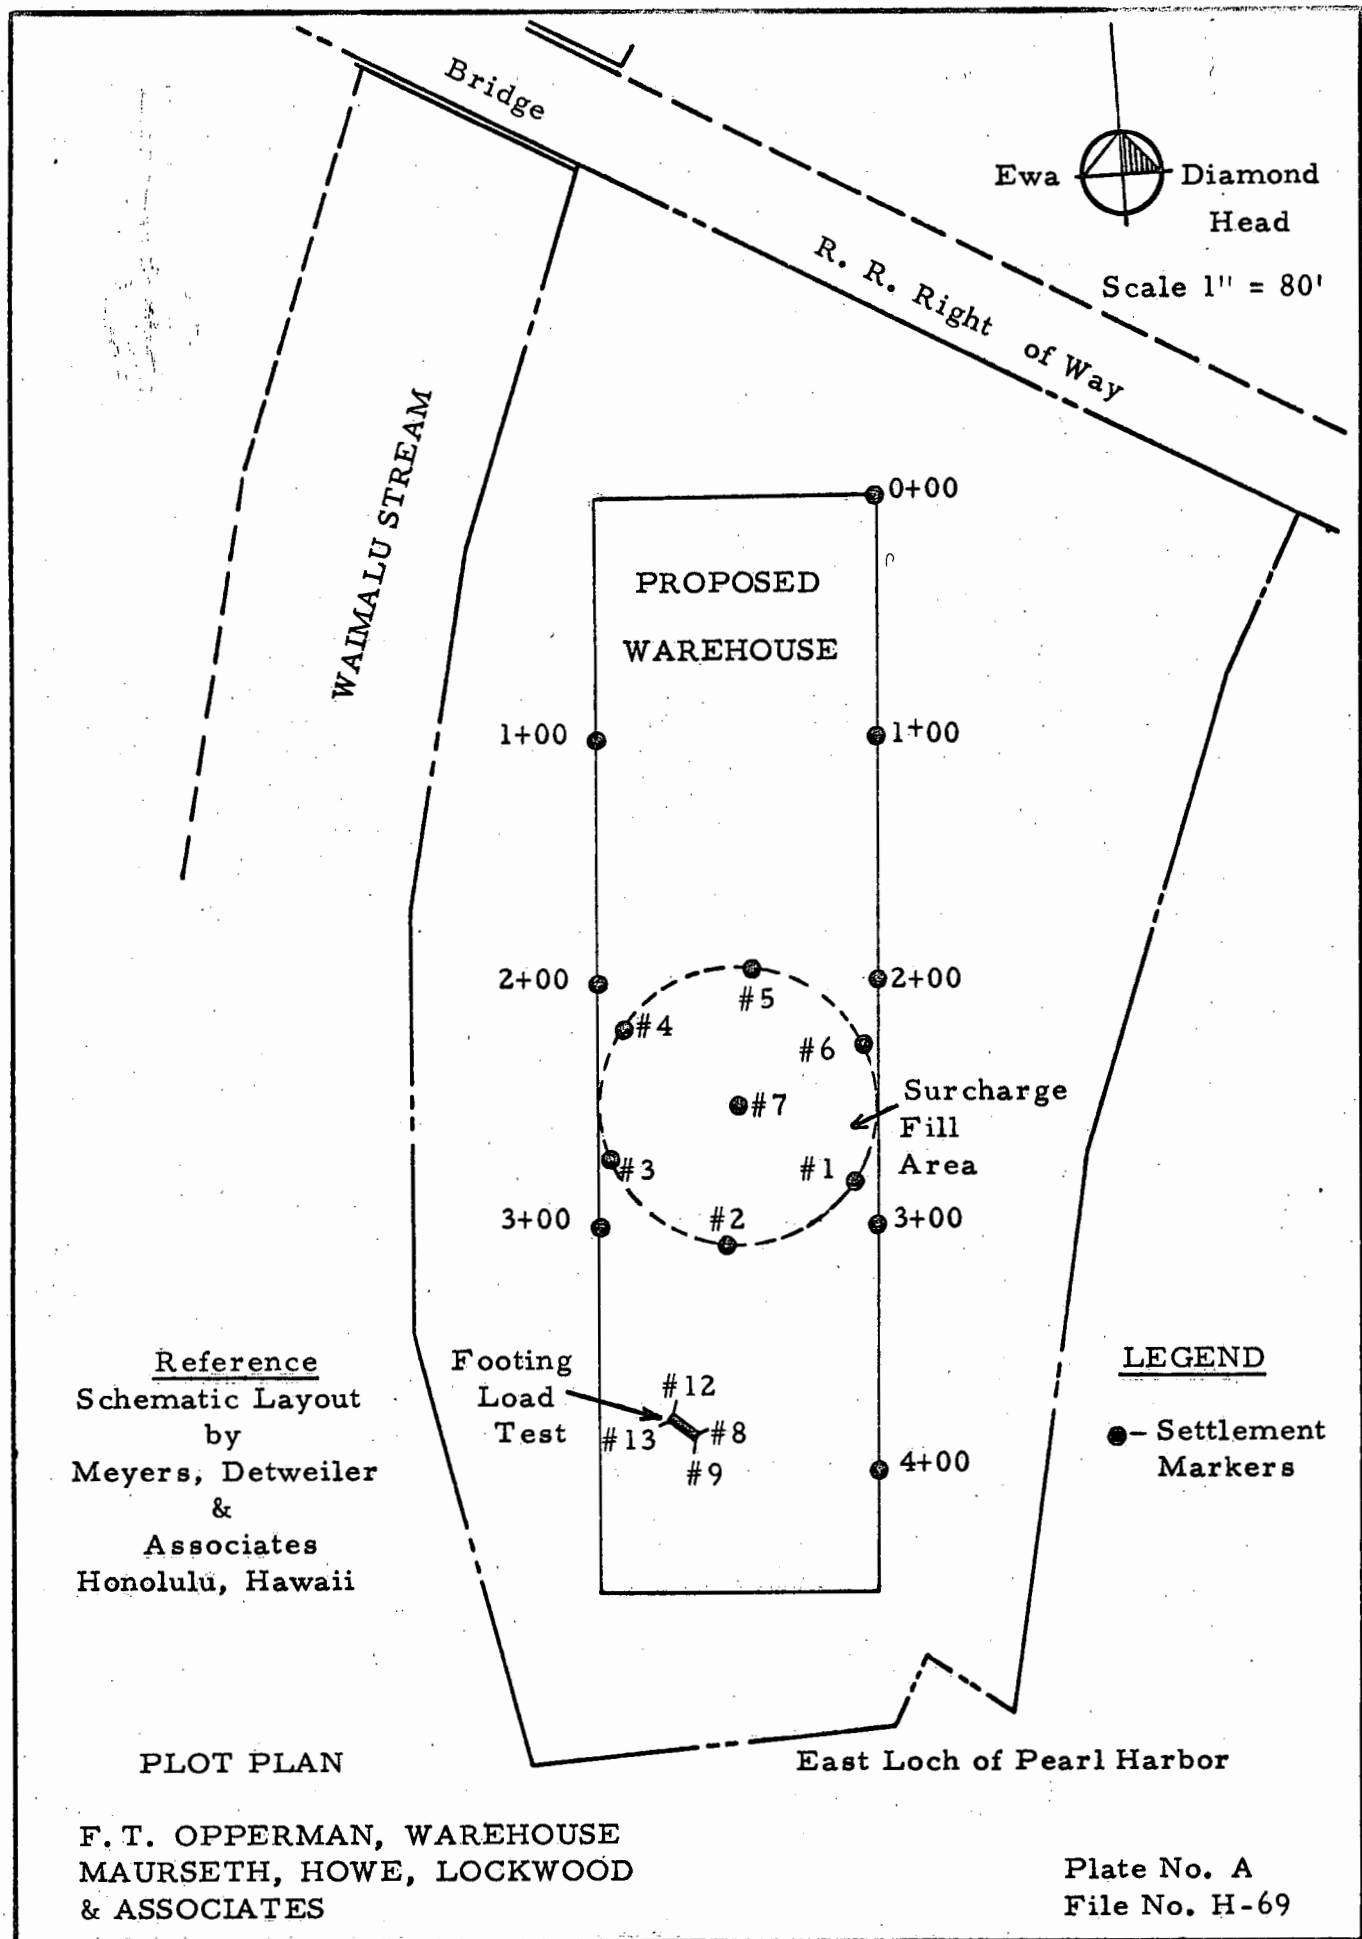 Bridge
Ewa
Diamond
Head
Scale 1" = 80'
R. R. Right of Way
WAIMALU STREAM
0+00
PROPOSED
WAREHOUSE
1+00
1+00
2+00
2+00
#5
#4
#6
#7
Surcharge
Fill
Area
#3
#1
#2
3+00
3+00
Footing
Load
Test
#12
#13
#8
#9
4+00
Reference
Schematic Layout
by
Meyers, Detweiler
&
Associates
Honolulu, Hawaii
LEGEND
- Settlement
Markers
PLOT PLAN
East Loch of Pearl Harbor
F. T. OPPERMAN, WAREHOUSE
MAURSETH, HOWE, LOCKWOOD
& ASSOCIATES
Plate No. A
File No. H-69